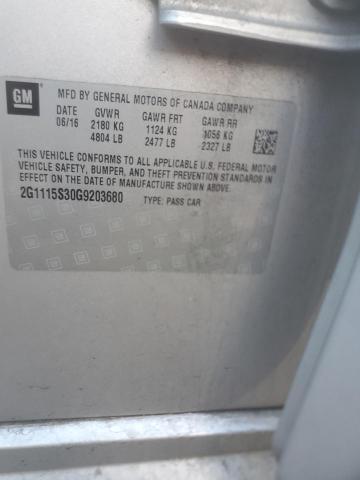 GM
MFD BY GENERAL MOTORS OF CANADA COMPANY
DATE GVWR GAWR FRT GAWR RR
06/16 2180 KG 1124 KG 1056 KG
4804 LB 2477 LB 2327 LB
THIS VEHICLE CONFORMS TO ALL APPLICABLE U.S. FEDERAL MOTOR
VEHICLE SAFETY, BUMPER, AND THEFT PREVENTION STANDARDS IN
EFFECT ON THE DATE OF MANUFACTURE SHOWN ABOVE.
2G1115S30G9203680 TYPE: PASS CAR